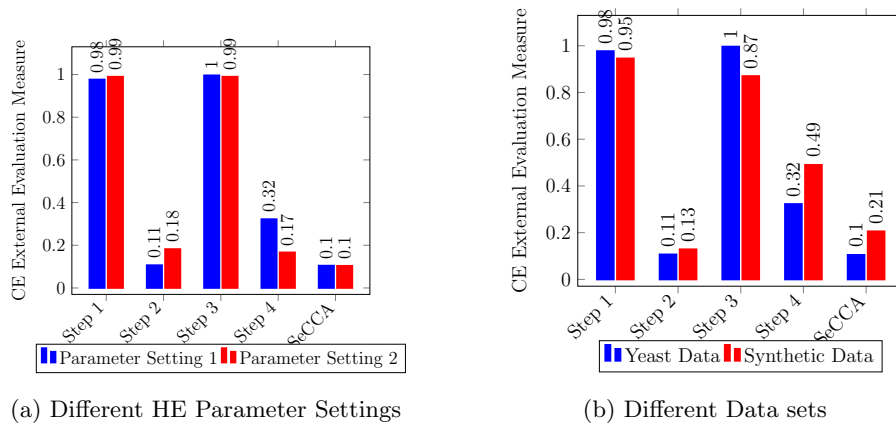 CE External Evaluation Measure
1
0.8
0.6
0.4
0.2
0
0.98
0.99
0.11
0.18
1
0.99
0.32
0.17
0.1
0.1
Step 1
Step 2
Step 3
Step 4
SeCCA
Parameter Setting 1 Parameter Setting 2
(a) Different HE Parameter Settings
CE External Evaluation Measure
1
0.8
0.6
0.4
0.2
0
0.98
0.95
0.11
0.13
1
0.87
0.32
0.49
0.1
0.21
Step 1
Step 2
Step 3
Step 4
SeCCA
Yeast Data Synthetic Data
(b) Different Data sets